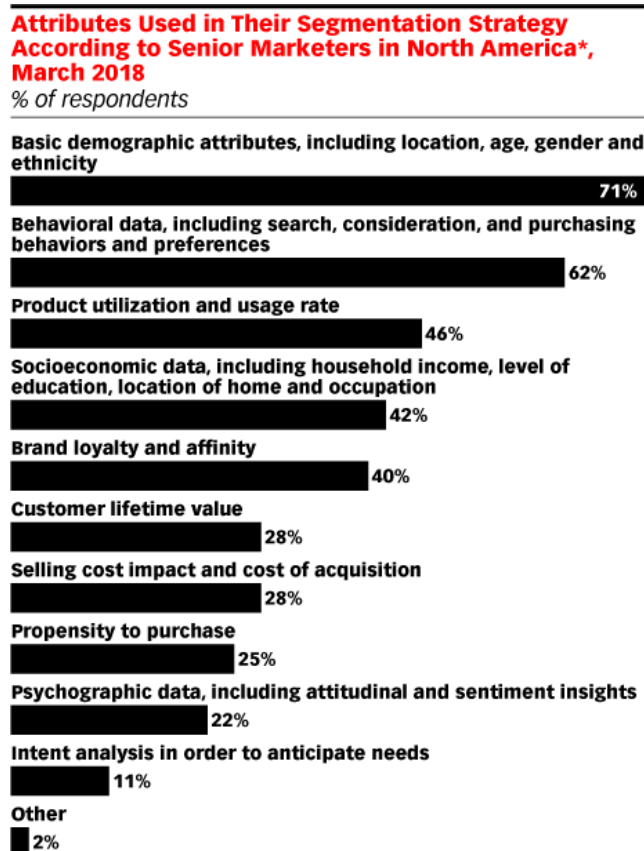 Attributes Used in Their Segmentation Strategy
According to Senior Marketers in North America*,
March 2018
% of respondents
Basic demographic attributes, including location, age, gender and
ethnicity
71%
Behavioral data, including search, consideration, and purchasing
behaviors and preferences
62%
Product utilization and usage rate
46%
Socioeconomic data, including household income, level of
education, location of home and occupation
42%
Brand loyalty and affinity
40%
Customer lifetime value
28%
Selling cost impact and cost of acquisition
28%
Propensity to purchase
25%
Psychographic data, including attitudinal and sentiment insights
22%
Intent analysis in order to anticipate needs
11%
Other
2%